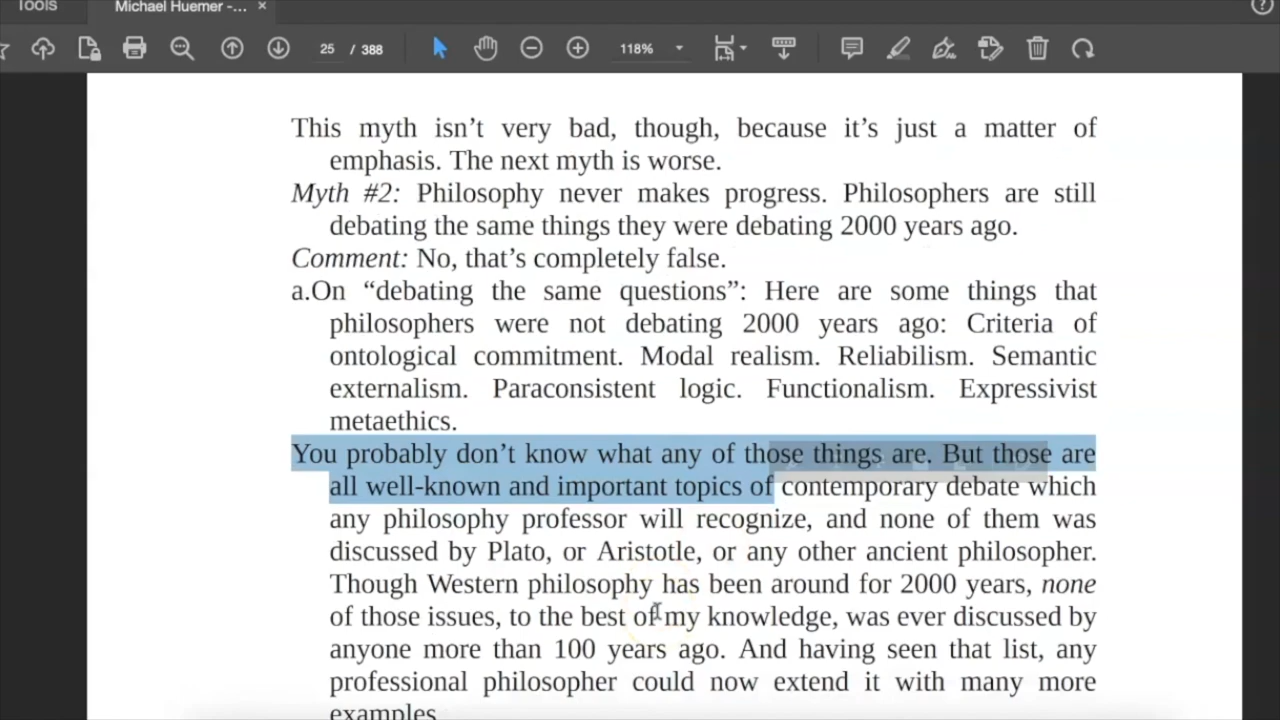 Tools
Michael Huemer -... ×
25 / 388
118%
This myth isn’t very bad, though, because it’s just a matter of
emphasis. The next myth is worse.
Myth #2: Philosophy never makes progress. Philosophers are still
debating the same things they were debating 2000 years ago.
Comment: No, that’s completely false.
a.On “debating the same questions”: Here are some things that
philosophers were not debating 2000 years ago: Criteria of
ontological commitment. Modal realism. Reliabilism. Semantic
externalism. Paraconsistent logic. Functionalism. Expressivist
metaethics.
You probably don’t know what any of those things are. But those are
all well-known and important topics of contemporary debate which
any philosophy professor will recognize, and none of them was
discussed by Plato, or Aristotle, or any other ancient philosopher.
Though Western philosophy has been around for 2000 years, none
of those issues, to the best of my knowledge, was ever discussed by
anyone more than 100 years ago. And having seen that list, any
professional philosopher could now extend it with many more
examples.